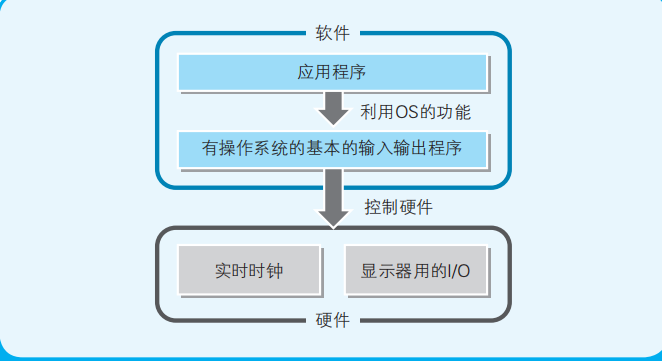 软件
应用程序
利用OS的功能
有操作系统的基本的输入输出程序
控制硬件
实时时钟
显示器用的I/O
硬件